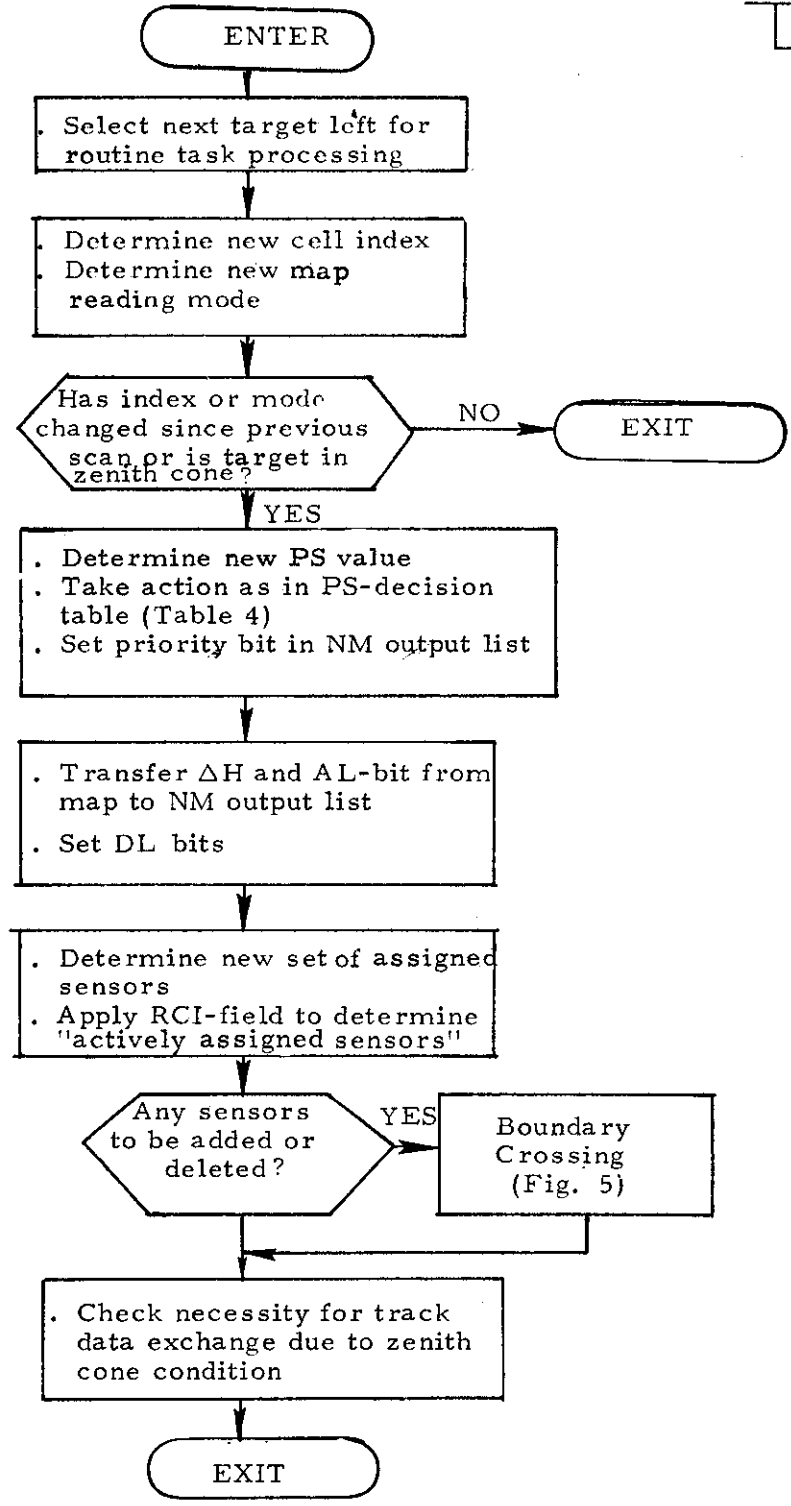 ENTER
. Select next target left for
routine task processing
. Determine new cell index
. Determine new map
reading mode
Has index or mode
changed since previous
scan or is target in
zenith cone?
NO
EXIT
YES
. Determine new PS value
. Take action as in PS-decision
table (Table 4)
. Set priority bit in NM output list
. Transfer ΔH and AL-bit from
map to NM output list
. Set DL bits
. Determine new set of assigned
sensors
. Apply RCI-field to determine
"actively assigned sensors"
Any sensors
to be added or
deleted?
YES
Boundary
Crossing
(Fig. 5)
. Check necessity for track
data exchange due to zenith
cone condition
EXIT